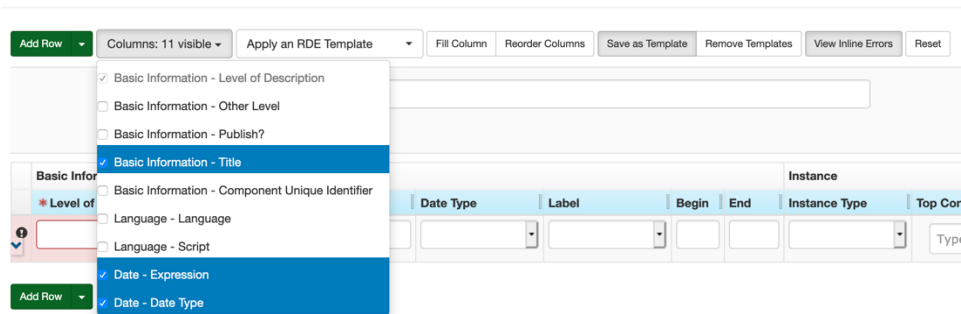 Add Row Columns: 11 visible Apply an RDE Template Fill Column Reorder Columns Save as Template Remove Templates View Inline Errors Reset
Basic Information - Level of Description
Basic Information - Other Level
Basic Information - Publish?
Basic Information - Title
Basic Information - Component Unique Identifier
Language - Language
Language - Script
Date - Expression
Date - Date Type
Basic Infor Instance
*Level of Date Type Label Begin End Instance Type Top Con
Type
Add Row